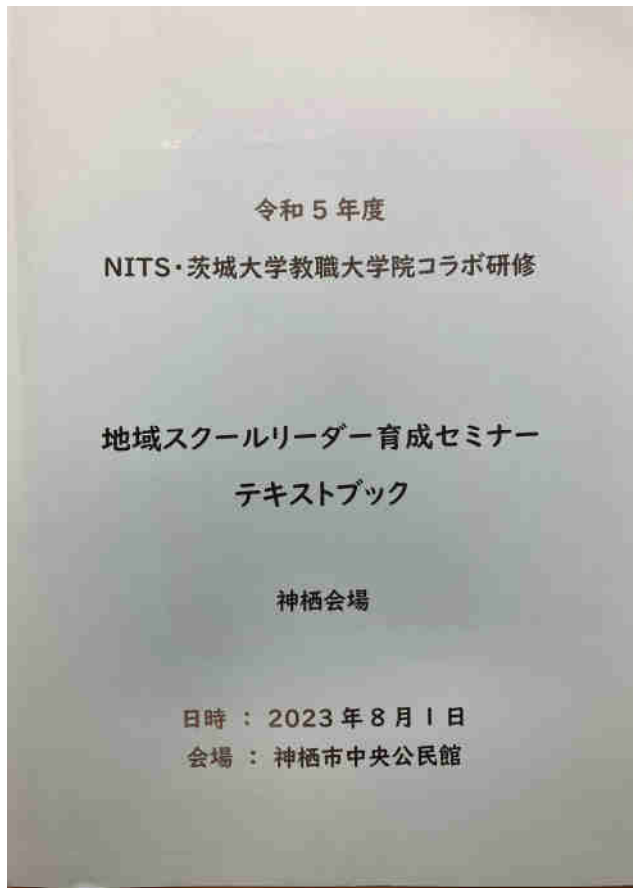 令和5年度
NITS・茨城大学教職大学院コラボ研修
地域スクールリーダー育成セミナー
テキストブック
神栖会場
日時 : 2023年8月1日
会場 : 神栖市中央公民館